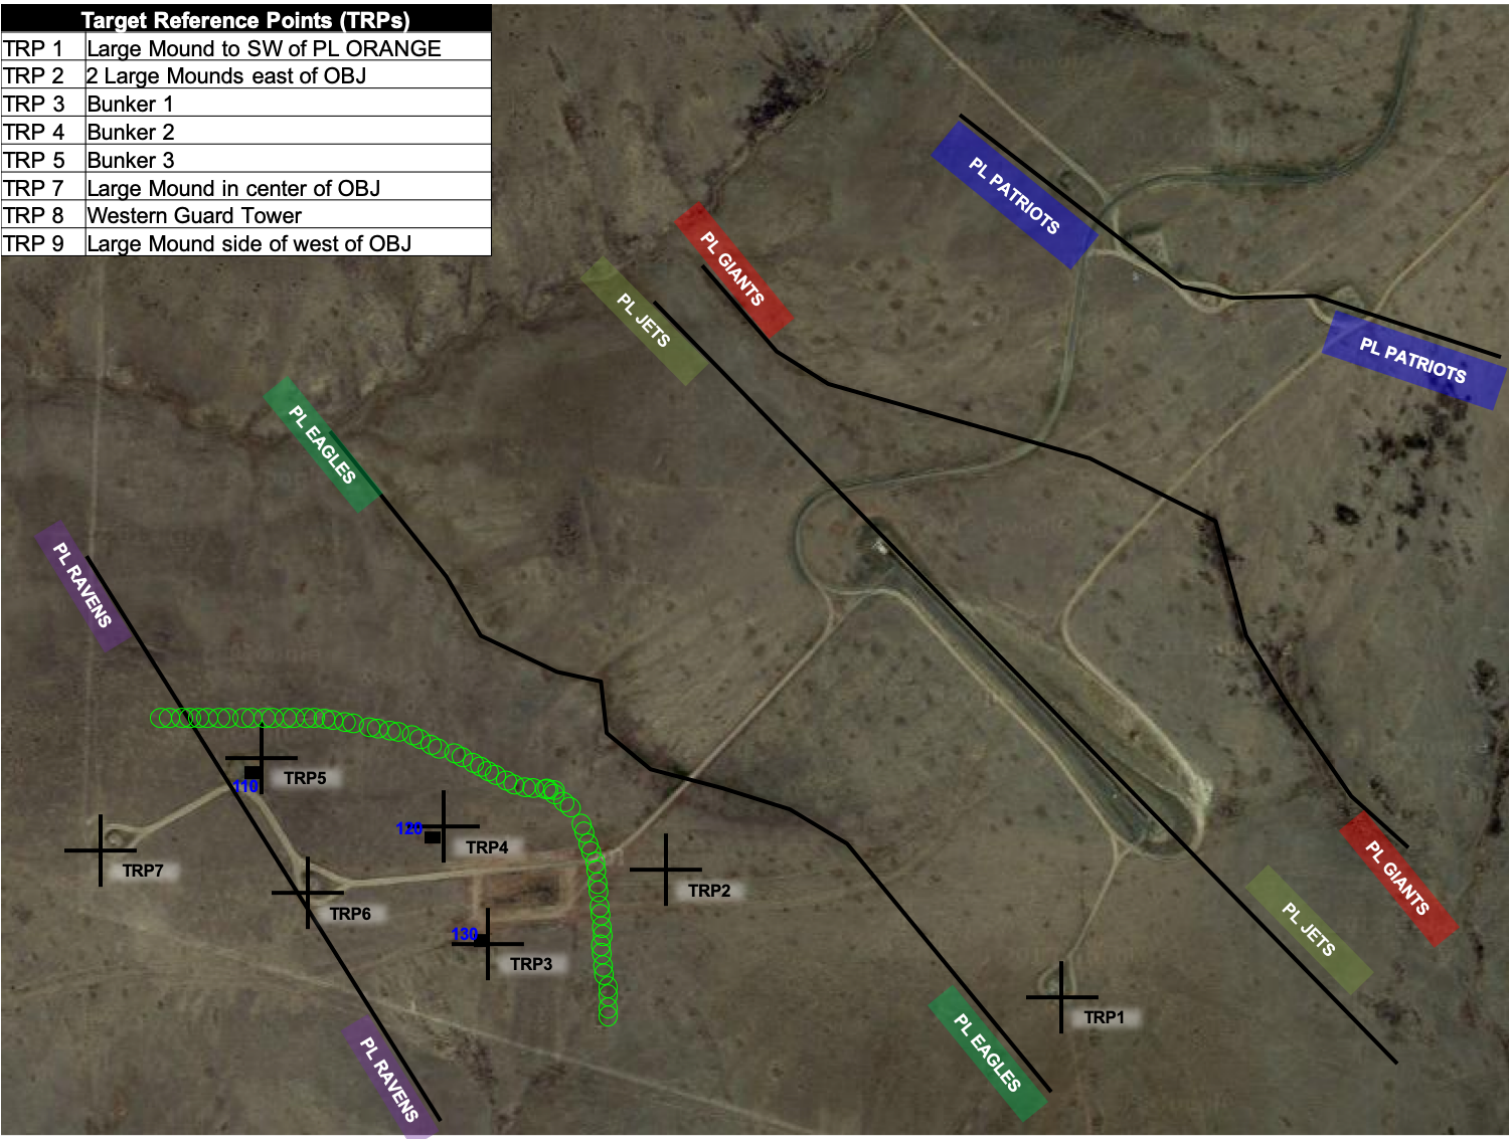 Target Reference Points (TRPs)
TRP 1 Large Mound to SW of PL ORANGE
TRP 2 2 Large Mounds east of OBJ
TRP 3 Bunker 1
TRP 4 Bunker 2
TRP 5 Bunker 3
TRP 7 Large Mound in center of OBJ
TRP 8 Western Guard Tower
TRP 9 Large Mound side of west of OBJ
PL PATRIOTS
PL GIANTS
PL JETS
PL PATRIOTS
PL EAGLES
PL RAVENS
TRP5
110
120
TRP4
TRP7
TRP2
TRP6
PL GIANTS
130
TRP3
PL JETS
TRP1
PL EAGLES
PL RAVENS